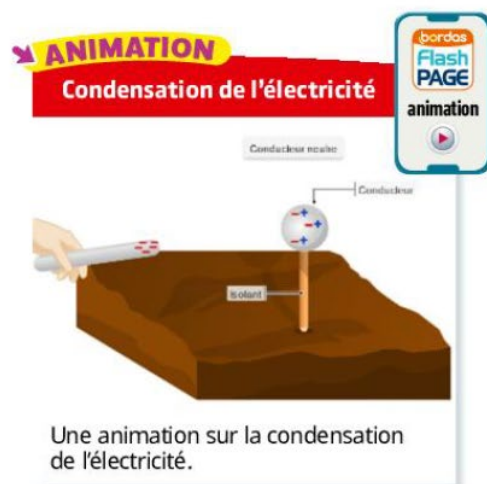 ANIMATION
Condensation de l'électricité
bordas
Flash
PAGE
animation
Conducteur neutre
Conducteur
Isolant
Une animation sur la condensation
de l'électricité.